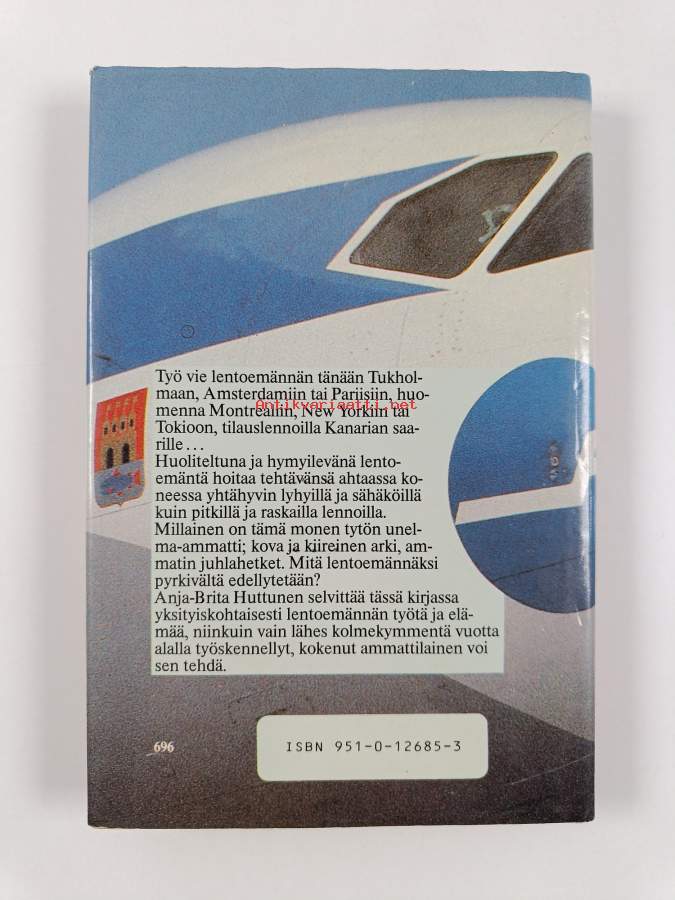 Työ vie lentoemännän tänään Tukhol-
maan, Amsterdamiin tai Pariisiin, huo-
menna Montrealiin, New Yorkiin tai
Antikvariaatti.net
Tokioon, tilauslennoilla Kanarian saa-
rille...
Huoliteltuna ja hymyilevänä lento-
emäntä hoitaa tehtävänsä ahtaassa ko-
neessa yhtähyvin lyhyillä ja sähäköillä
kuin pitkillä ja raskailla lennoilla.
Millainen on tämä monen tytön unel-
ma-ammatti; kova ja kiireinen arki, am-
matin juhlahetket. Mitä lentoemännäksi
pyrkivältä edellytetään?
Anja-Brita Huttunen selvittää tässä kirjassa
yksityiskohtaisesti lentoemännän työtä ja elä-
mää, niinkuin vain lähes kolmekymmentä vuotta
alalla työskennellyt, kokenut ammattilainen voi
sen tehdä.
696
ISBN 951-0-12685-3